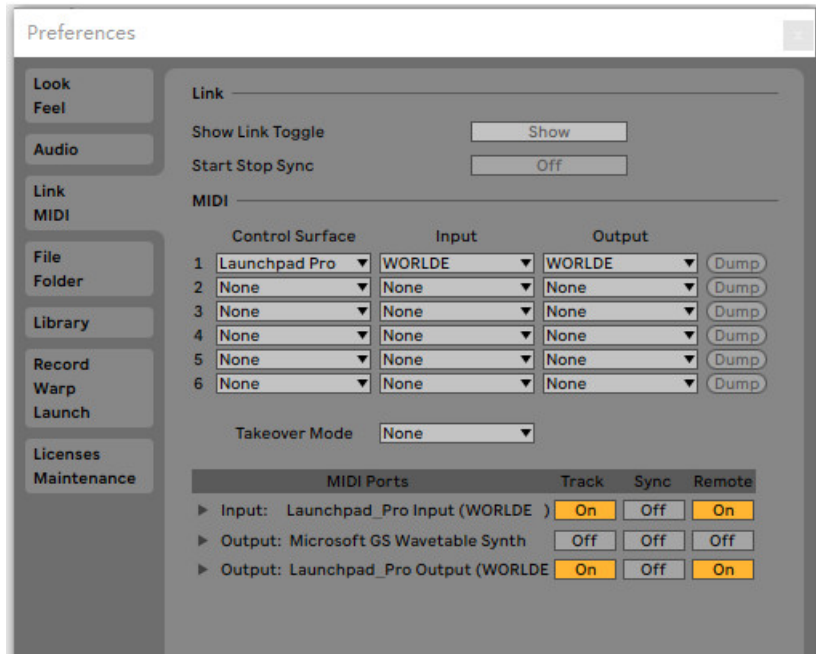 Preferences
x
Look
Feel
Audio
Link
MIDI
File
Folder
Library
Record
Warp
Launch
Licenses
Maintenance
Link
Show Link Toggle Show
Start Stop Sync Off
MIDI
Control Surface Input Output
1 Launchpad Pro WORLDE WORLDE Dump
2 None None None Dump
3 None None None Dump
4 None None None Dump
5 None None None Dump
6 None None None Dump
Takeover Mode None
MIDI Ports Track Sync Remote
Input: Launchpad_Pro Input (WORLDE ) On Off On
Output: Microsoft GS Wavetable Synth Off Off Off
Output: Launchpad_Pro Output (WORLDE On Off On